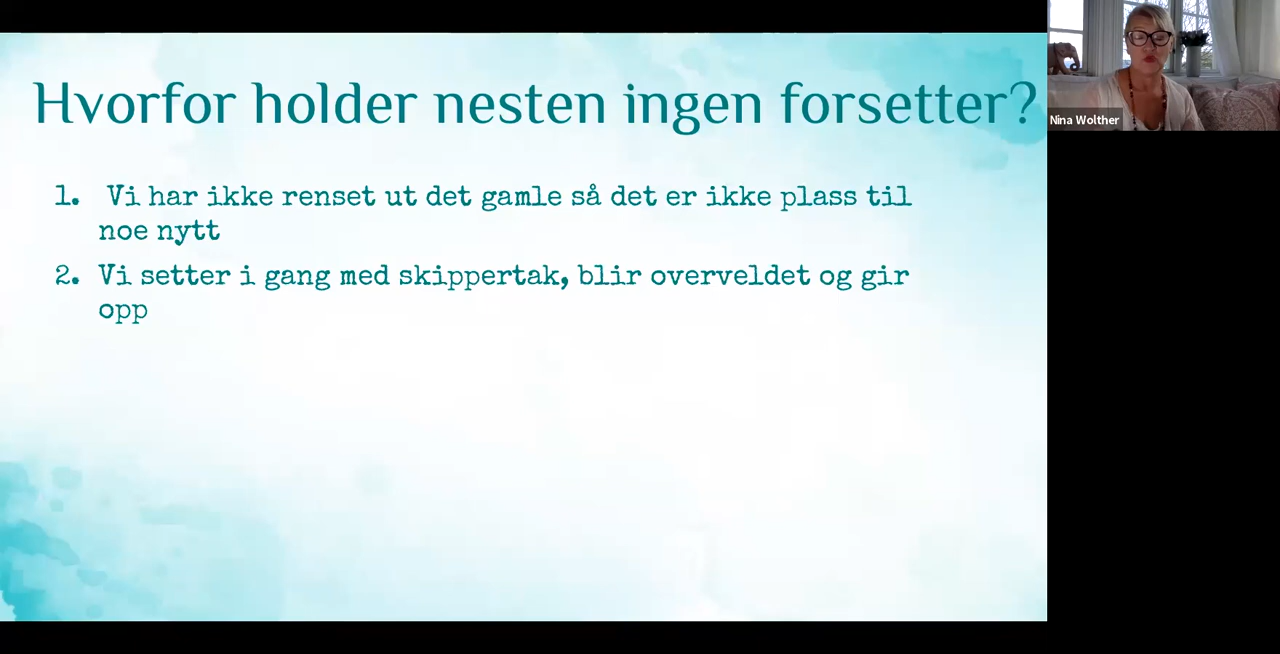 Hvorfor holder nesten ingen forsetter?
1. Vi har ikke renset ut det gamle så det er ikke plass til
noe nytt
2. Vi setter i gang med skippertak, blir overveldet og gir
opp
Nina Wolther